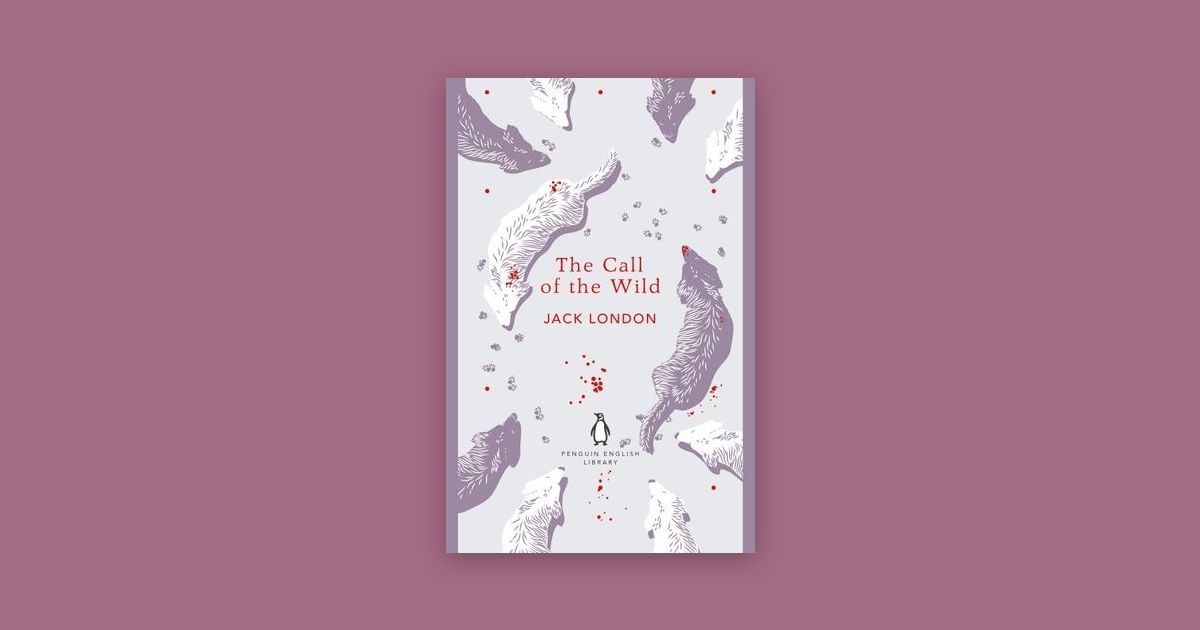 The Call
of the Wild
JACK LONDON
PENGUIN ENGLISH
LIBRARY